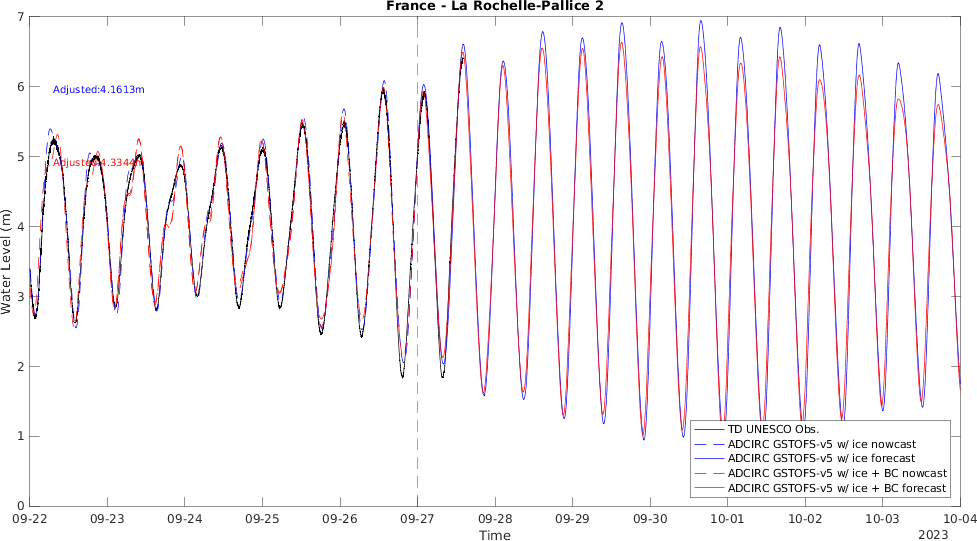 France - La Rochelle-Pallice 2
7
6
5
4
3
2
1
0
Water Level (m)
Adjusted:4.1613m
Adjusted:4.3344m
TD UNESCO Obs.
ADCIRC GSTOFS-v5 w/ ice nowcast
ADCIRC GSTOFS-v5 w/ ice forecast
ADCIRC GSTOFS-v5 w/ ice + BC nowcast
ADCIRC GSTOFS-v5 w/ ice + BC forecast
09-22 09-23 09-24 09-25 09-26 09-27 09-28 09-29 09-30 10-01 10-02 10-03 10-04
Time
2023